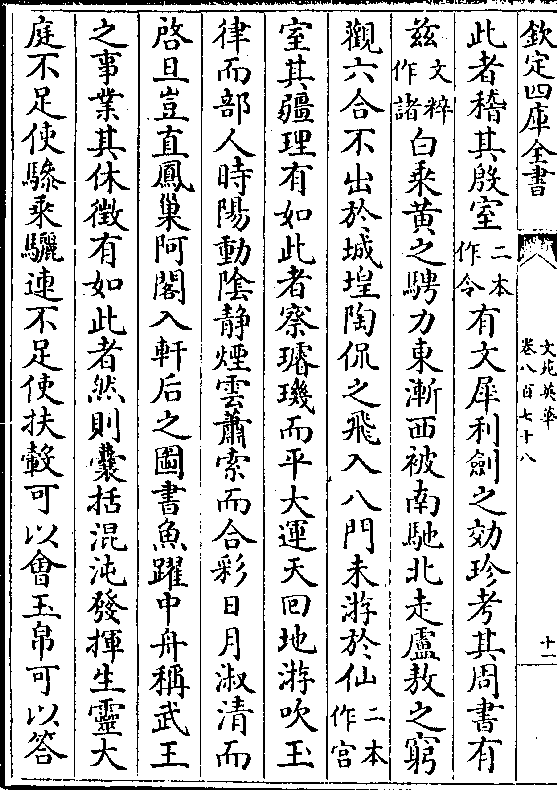 欽定四庫全書
文苑英華
卷八百七十八
十一
此者稽其殷室二本作令有文犀利劍之効珍考其周書有
兹文粹作諸白乘黃之騁力東漸西被南馳北走盧敖之窮
觀六合不出於城堭陶侃之飛入八門未游於仙二本作宫
室其疆理有如此者察璿璣而平大運天回地游吹玉
律而部人時陽動隂静煙雲蕭索而合彩日月淑清而
啓旦豈直鳳巢阿閣入軒后之圖書魚躍中舟稱武王
之事業其休徵有如此者然則囊括混沌發揮生靈大
庭不足使驂乘驪連不足使扶轂可以會玉帛可以答